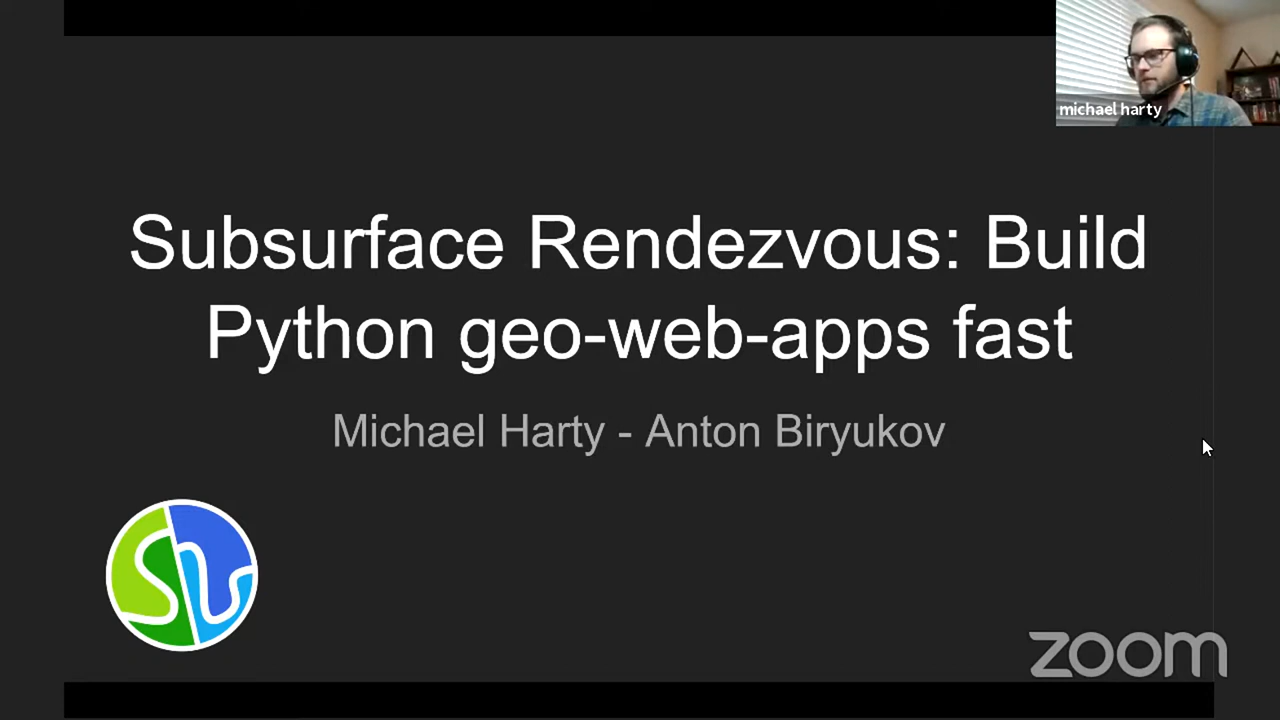 michael harty
Subsurface Rendezvous: Build
Python geo-web-apps fast
Michael Harty - Anton Biryukov
zoom